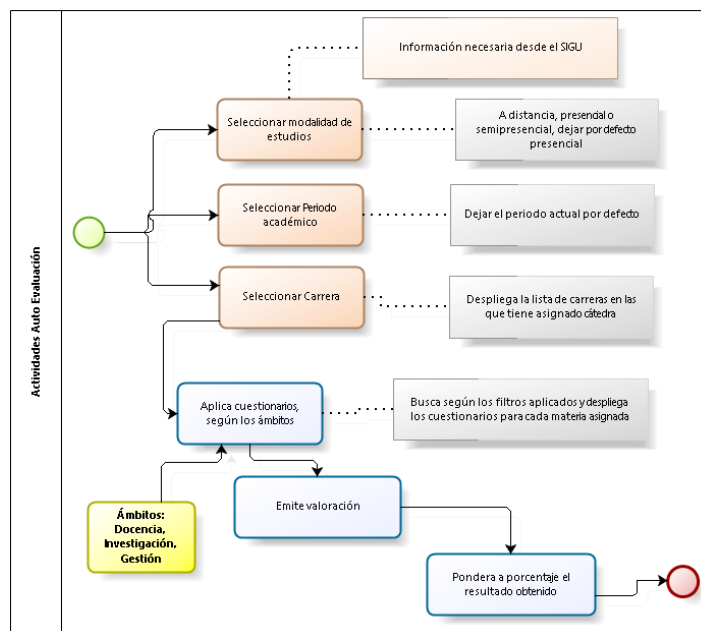 Actividades Auto Evaluación
Información necesaria desde el SIGU
Seleccionar modalidad de
estudios
A distancia, presencial o
semipresencial, dejar por defecto
presencial
Seleccionar Periodo
académico
Dejar el periodo actual por defecto
Seleccionar Carrera
Despliega la lista de carreras en las
que tiene asignado cátedra
Aplica cuestionarios,
según los ámbitos
Busca según los filtros aplicados y despliega
los cuestionarios para cada materia asignada
Ámbitos:
Docencia,
Investigación,
Gestión
Emite valoración
Pondera a porcentaje el
resultado obtenido